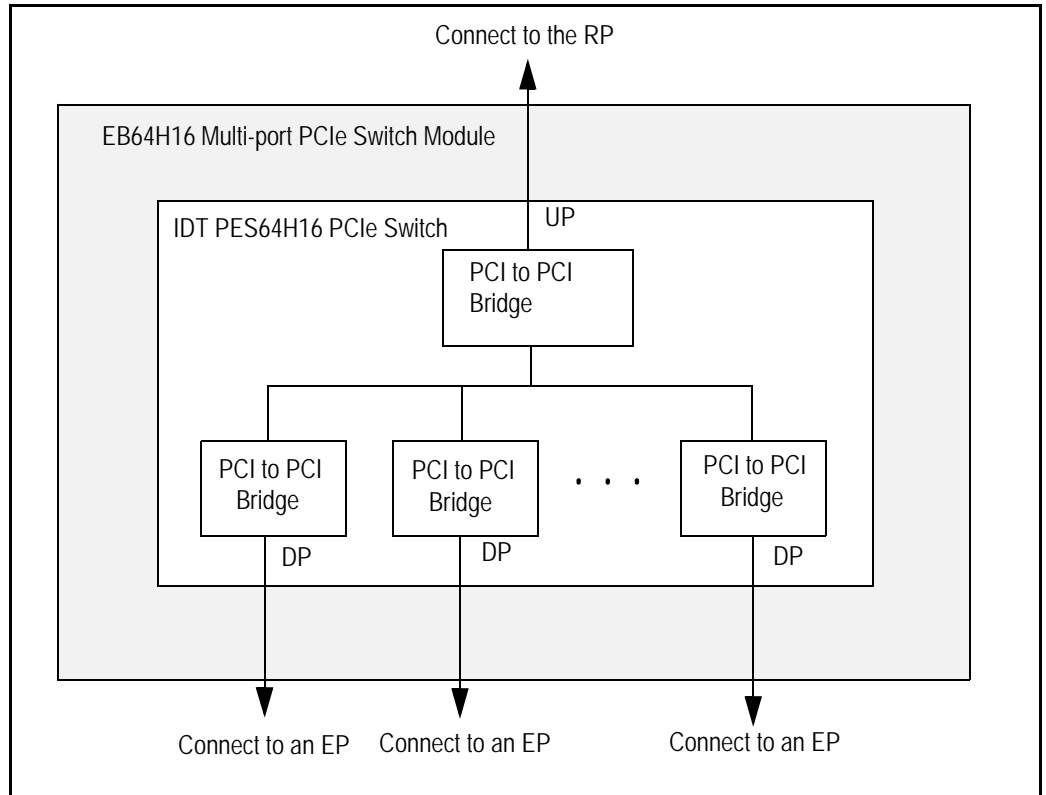 Connect to the RP
EB64H16 Multi-port PCIe Switch Module
IDT PES64H16 PCIe Switch
UP
PCI to PCI
Bridge
PCI to PCI
Bridge
PCI to PCI
Bridge
. . .
PCI to PCI
Bridge
DP
DP
DP
Connect to an EP
Connect to an EP
Connect to an EP